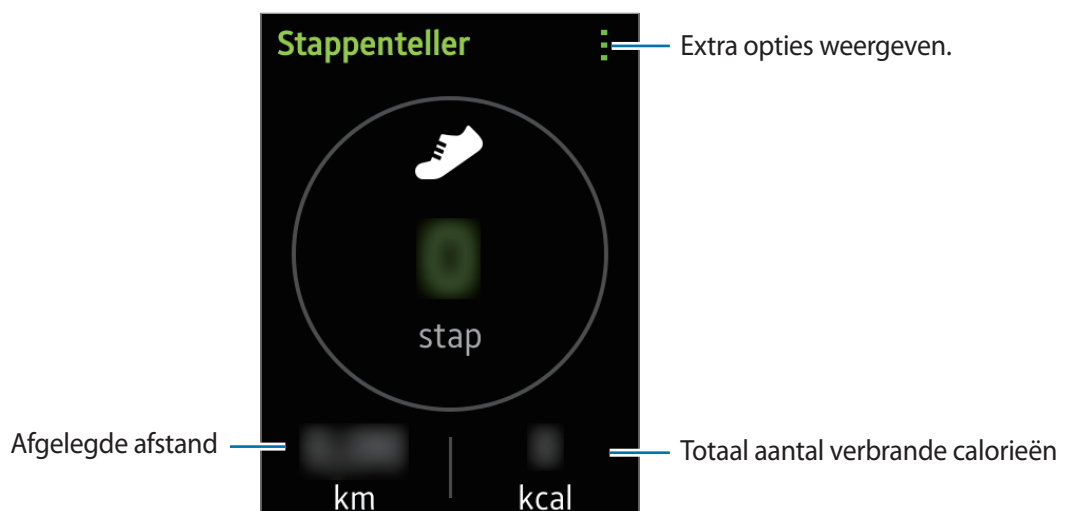 Stappenteller
Extra opties weergeven.
stap
Afgelegde afstand
Totaal aantal verbrande calorieën
km
kcal